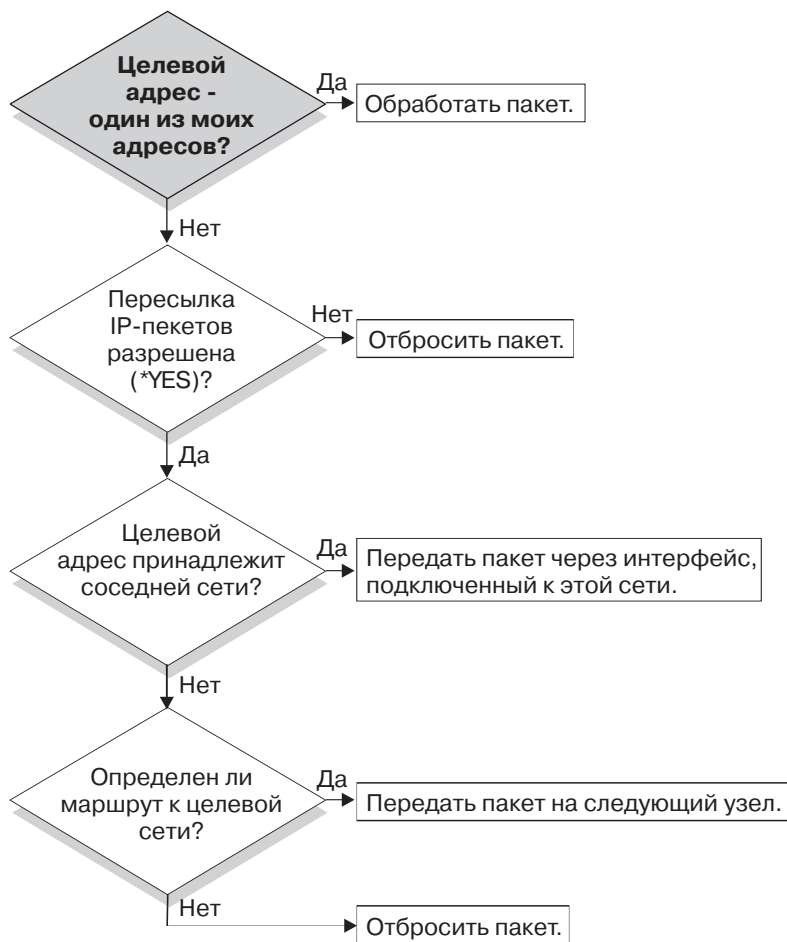 Целевой
адрес -
один из моих
адресов?
Да
Обработать пакет.
Нет
Пересылка
IP-пекетов
разрешена
(*YES)?
Нет
Отбросить пакет.
Да
Целевой
адрес принадлежит
соседней сети?
Да
Передать пакет через интерфейс,
подключенный к этой сети.
Нет
Определен ли
маршрут к целевой
сети?
Да
Передать пакет на следующий узел.
Нет
Отбросить пакет.